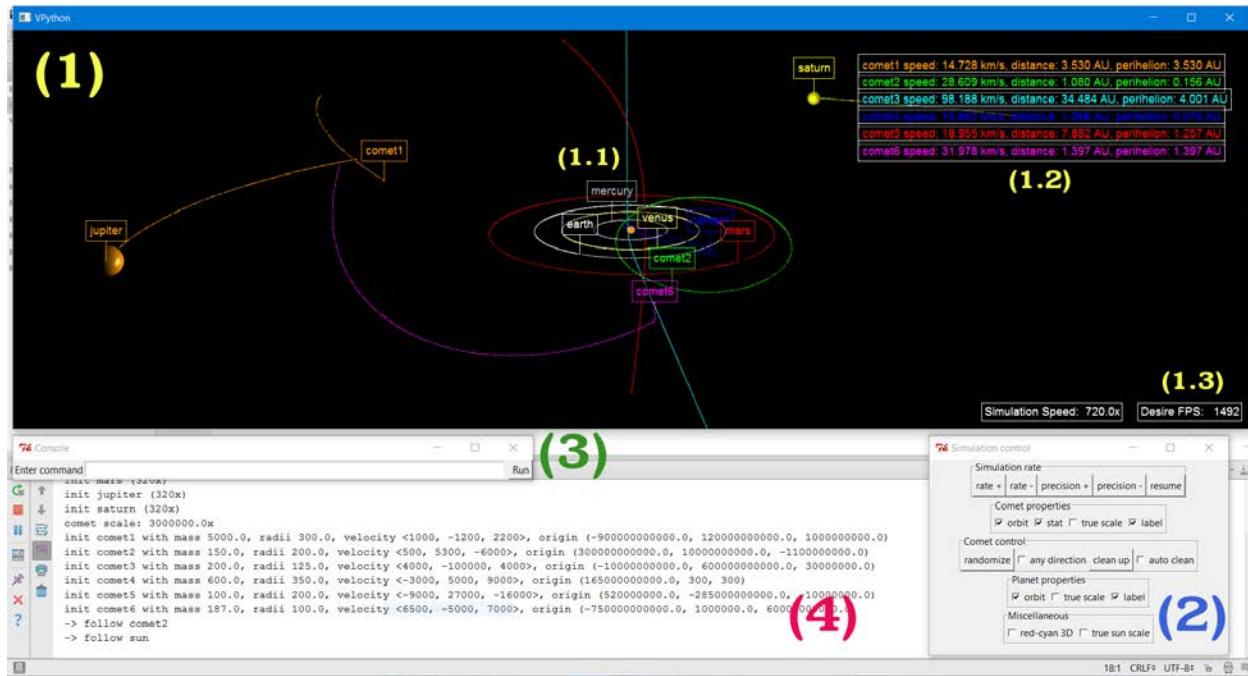 VPython
(1)
saturn
comet1 speed: 14.728 km/s, distance: 3.530 AU, perihelion: 3.530 AU
comet2 speed: 28.609 km/s, distance: 1.080 AU, perihelion: 0.156 AU
comet3 speed: 98.188 km/s, distance: 34.484 AU, perihelion: 4.001 AU
comet5 speed: 18.955 km/s, distance: 7.882 AU, perihelion: 1.257 AU
comet6 speed: 31.978 km/s, distance: 1.397 AU, perihelion: 1.397 AU
(1.2)
comet1
(1.1)
mercury
jupiter
earth
venus
mars
comet2
comet6
(1.3)
Simulation Speed: 720.0x
Desire FPS: 1492
Console
(3)
Enter command
Run
init mars (320x)
init jupiter (320x)
init saturn (320x)
comet scale: 3000000.0x
init comet1 with mass 5000.0, radii 300.0, velocity <1000, -1200, 2200>, origin (-900000000000.0, 120000000000.0, 1000000000.0)
init comet2 with mass 150.0, radii 200.0, velocity <500, 5300, -6000>, origin (300000000000.0, 10000000000.0, -1100000000.0)
init comet3 with mass 200.0, radii 125.0, velocity <4000, -100000, 4000>, origin (-10000000000.0, 600000000000.0, 30000000.0)
init comet4 with mass 600.0, radii 350.0, velocity <-3000, 5000, 9000>, origin (165000000000.0, 300, 300)
init comet5 with mass 100.0, radii 200.0, velocity <-9000, 27000, -16000>, origin (520000000.0, -285000000000.0, 
init comet6 with mass 187.0, radii 100.0, velocity <6500, -5000, 7000>, origin (-750000000000.0, 1000000.0, 
-> follow comet2
-> follow sun
(4)
Simulation control
Simulation rate
rate + rate - precision + precision - resume
Comet properties
orbit stat true scale label
Comet control
randomize any direction clean up auto clean
Planet properties
orbit true scale label
Miscellaneous
red-cyan 3D true sun scale
(2)
18:1 CRLF UTF-8